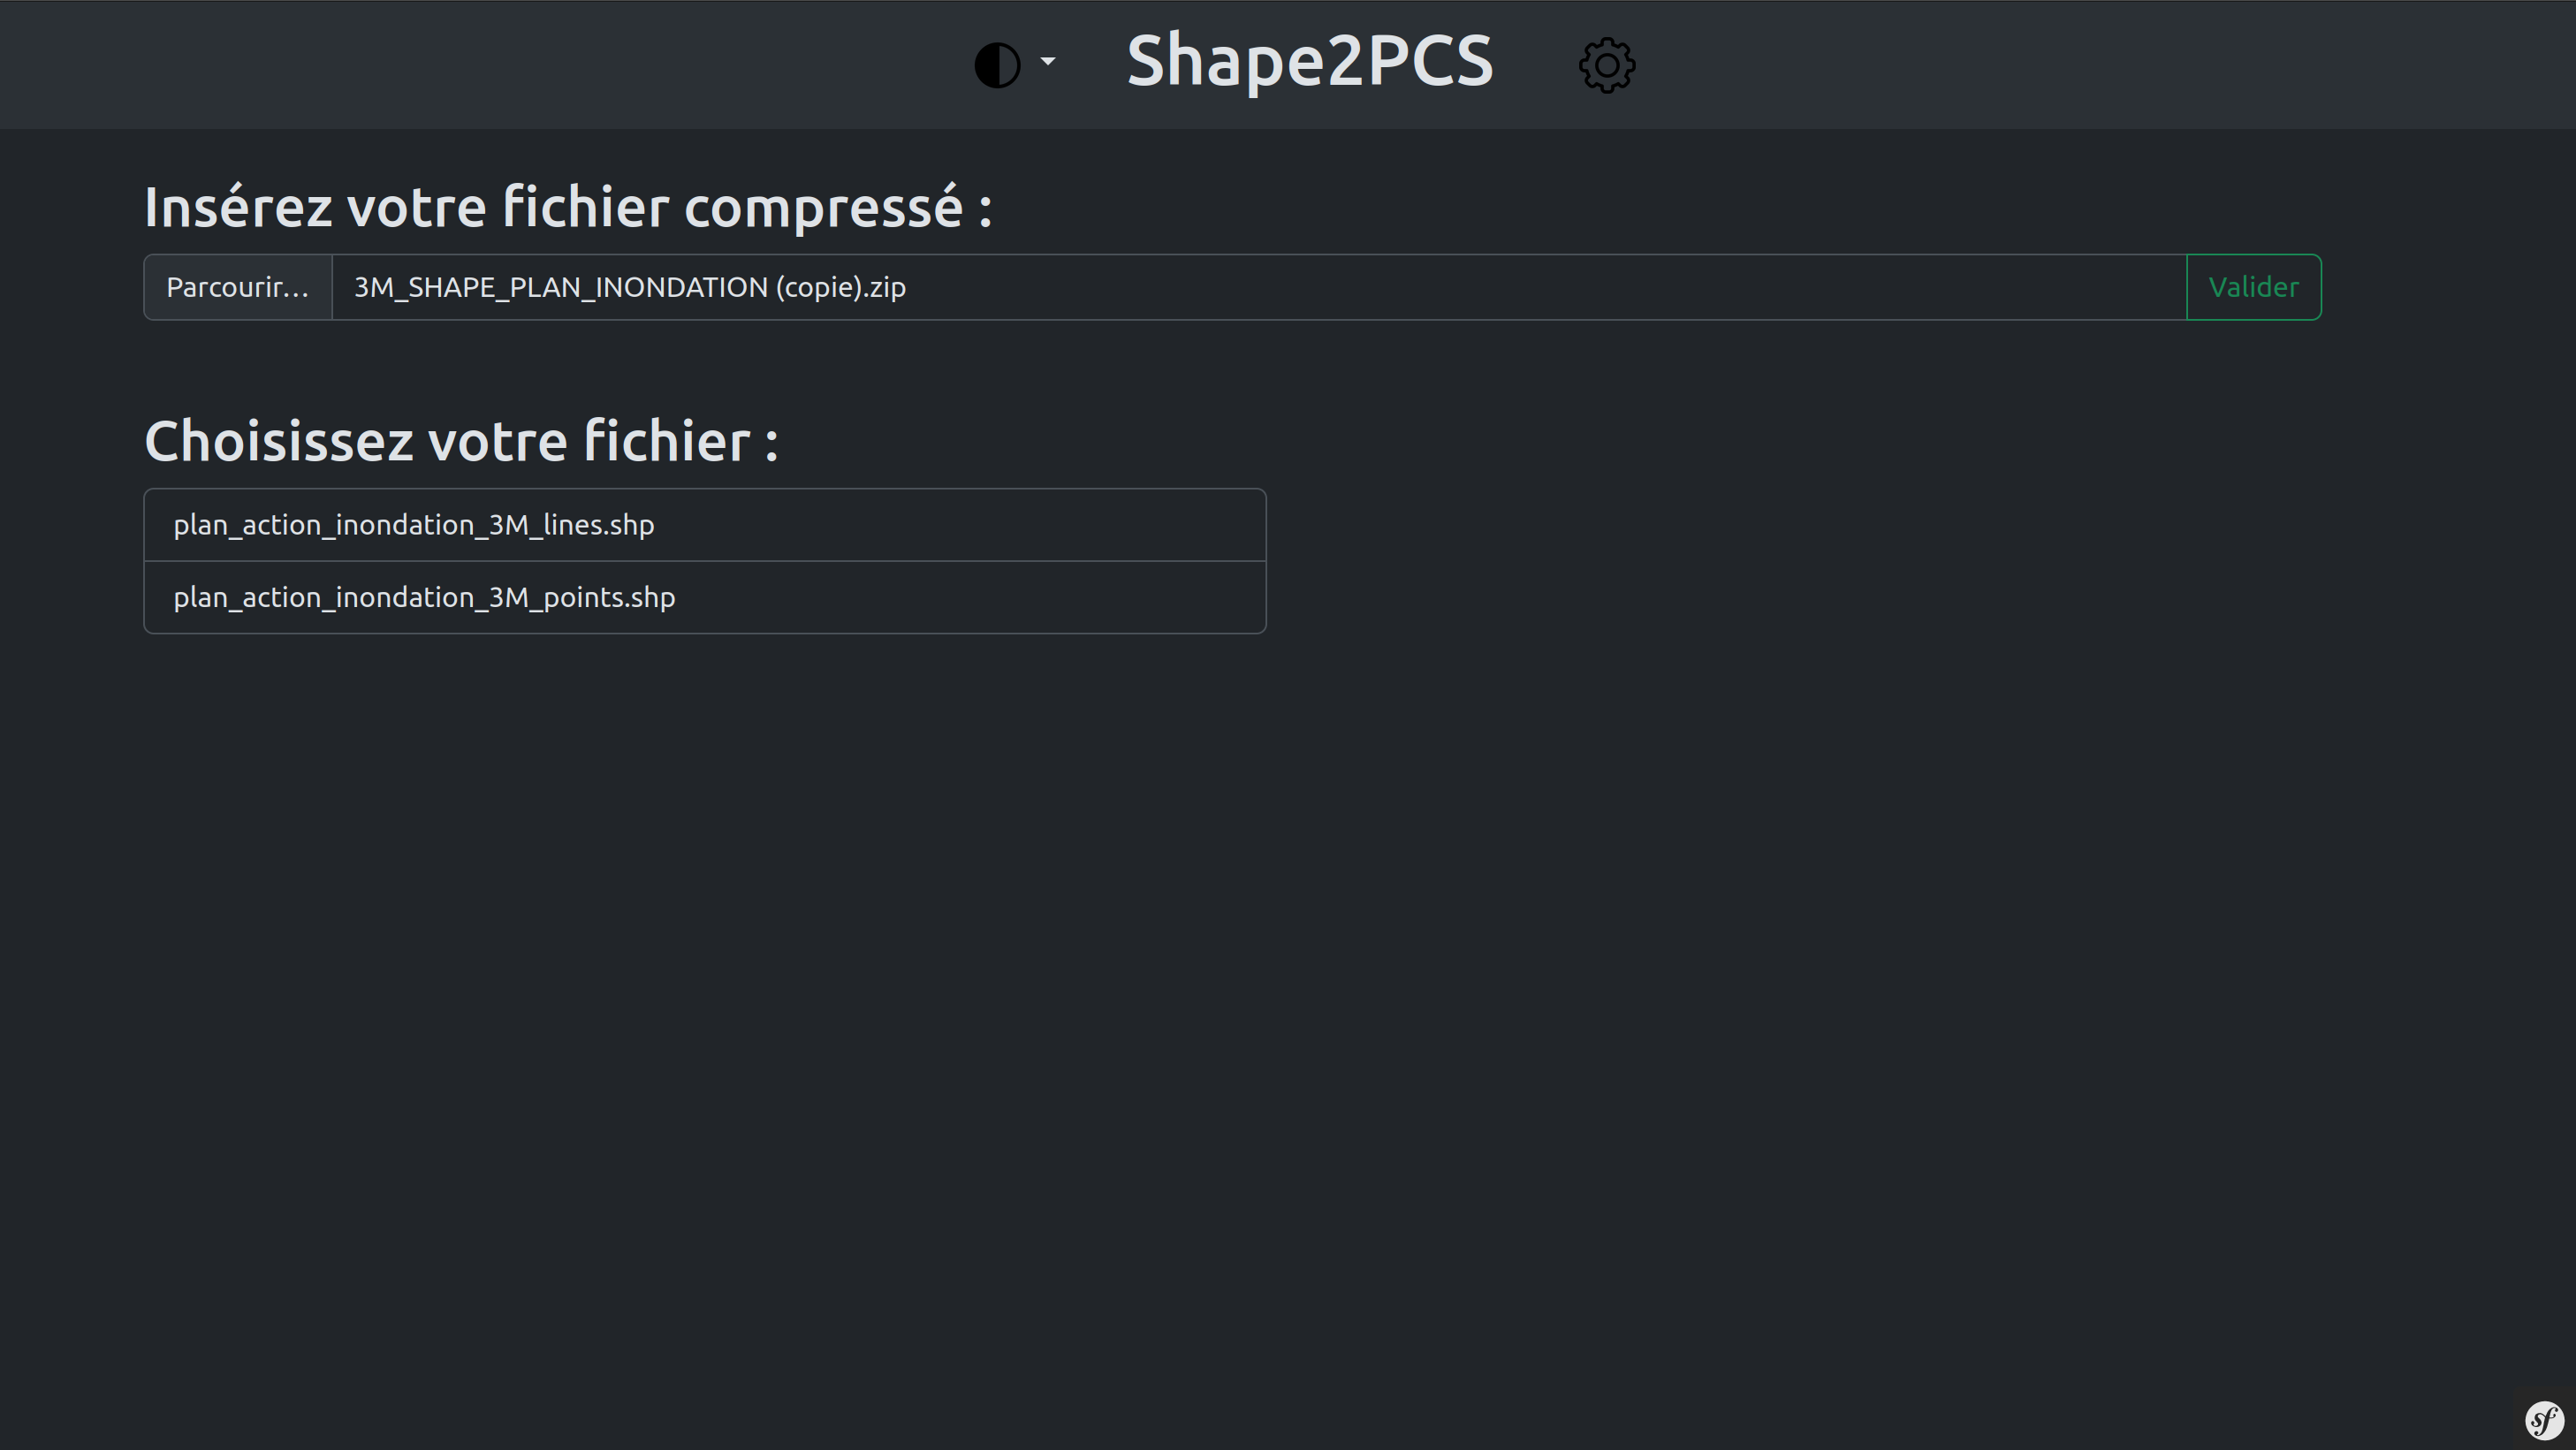 Shape2PCS
Insérez votre fichier compressé :
Parcourir... 3M_SHAPE_PLAN_INONDATION (copie).zip Valider
Choisissez votre fichier :
plan_action_inondation_3M_lines.shp
plan_action_inondation_3M_points.shp
sf